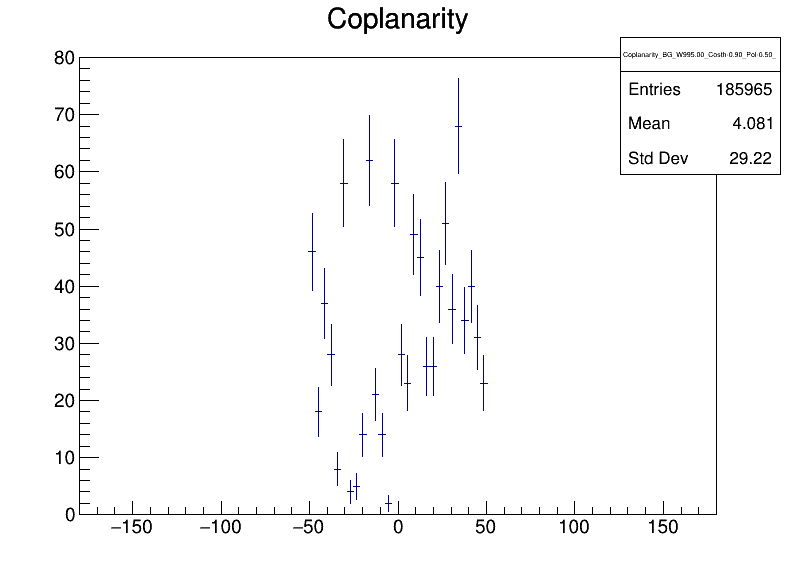 Coplanarity
Coplanarity_BG_W995.00_Costh-0.90_Pol-0.50_
Entries 185965
Mean 4.081
Std Dev 29.22
80
70
60
50
40
30
20
10
0
−150 −100 −50 0 50 100 150